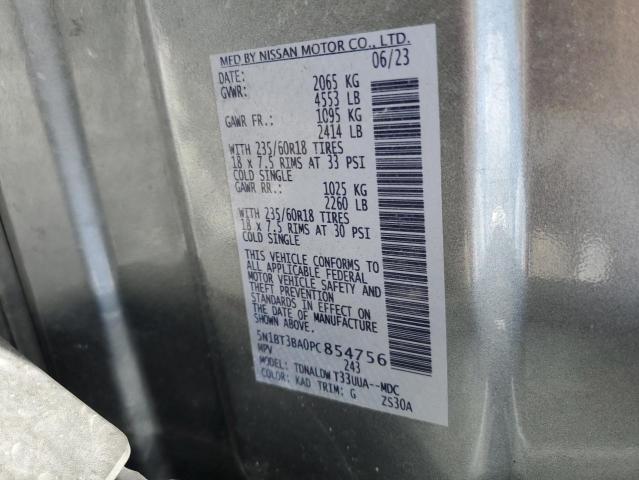 MFD BY NISSAN MOTOR CO., LTD.
DATE: 06/23
GVWR: 2065 KG
4553 LB
GAWR FR.: 1095 KG
2414 LB
WITH 235/60R18 TIRES
18 x 7.5 RIMS AT 33 PSI
COLD SINGLE
GAWR RR.: 1025 KG
2260 LB
WITH 235/60R18 TIRES
18 x 7.5 RIMS AT 30 PSI
COLD SINGLE
THIS VEHICLE CONFORMS TO
ALL APPLICABLE FEDERAL
MOTOR VEHICLE SAFETY AND
THEFT PREVENTION
STANDARDS IN EFFECT ON
THE DATE OF MANUFACTURE
SHOWN ABOVE.
5N1BT3BA0PC854756
MPV 243
MODEL: TDNALDW T33UUA--MDC
COLOR: KAD TRIM: G ZS30A